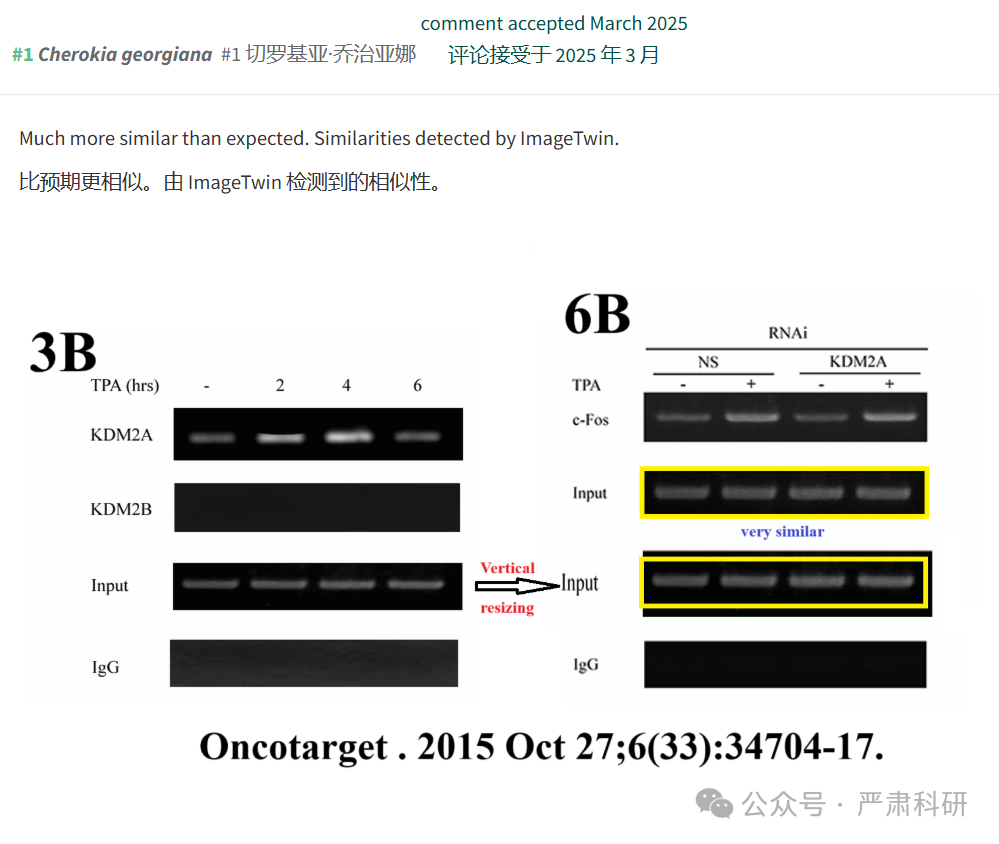 comment accepted March 2025
#1 Cherokia georgiana #1 切罗基亚·乔治亚娜 评论接受于 2025 年 3 月
Much more similar than expected. Similarities detected by ImageTwin.
比预期更相似。由 ImageTwin 检测到的相似性。
3B
TPA (hrs) - 2 4 6
KDM2A
KDM2B
Input
IgG
Vertical
resizing
6B
RNAi
NS KDM2A
TPA - + - +
c-Fos
Input
very similar
Input
IgG
Oncotarget . 2015 Oct 27;6(33):34704-17.
公众号 · 严肃科研